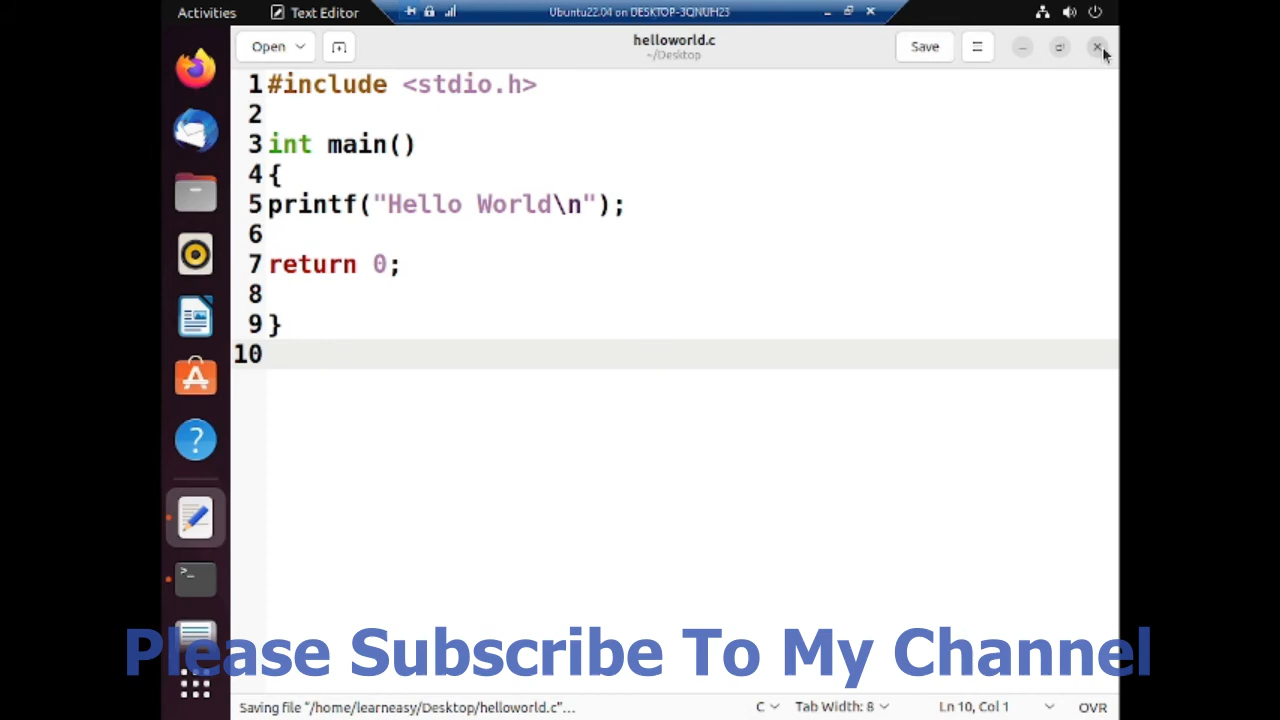 Activities Text Editor Ubuntu22.04 on DESKTOP-3QNUH23
Open helloworld.c Save
~/Desktop
1 #include <stdio.h>
2
3 int main()
4 {
5 printf("Hello World\n");
6
7 return 0;
8
9 }
10
Please Subscribe To My Channel
Saving file "/home/learneasy/Desktop/helloworld.c"... C Tab Width: 8 Ln 10, Col 1 OVR